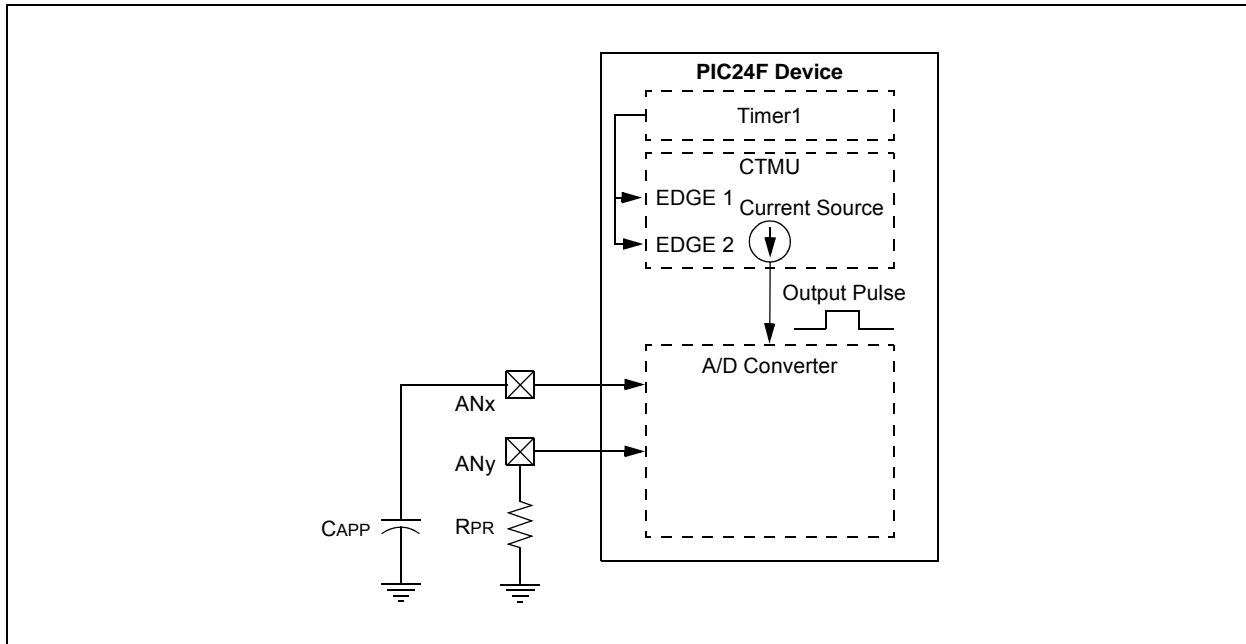 PIC24F Device
Timer1
CTMU
EDGE 1
Current Source
EDGE 2
Output Pulse
A/D Converter
ANx
ANy
CAPP
RPR